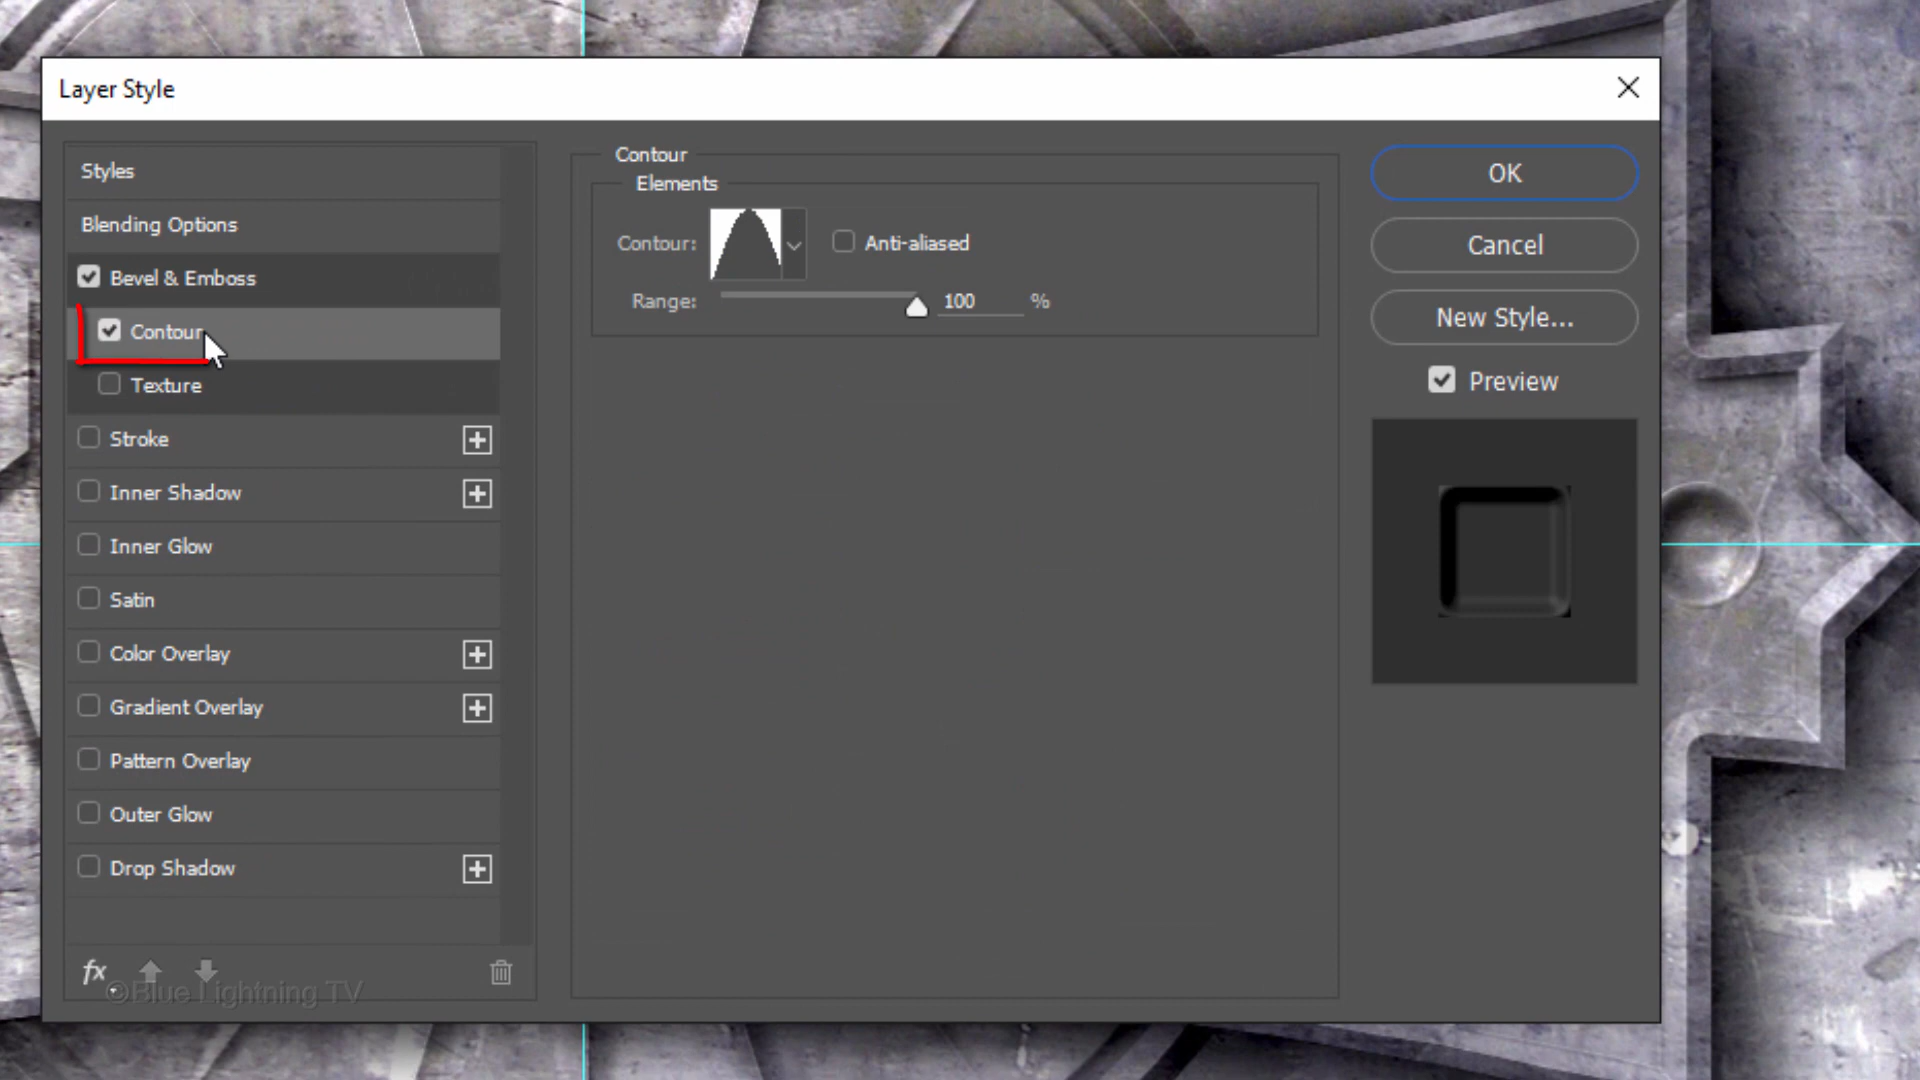 Layer Style
Styles
Blending Options
Bevel & Emboss
Contour
Texture
Stroke
Inner Shadow
Inner Glow
Satin
Color Overlay
Gradient Overlay
Pattern Overlay
Outer Glow
Drop Shadow
fx
©Blue Lightning TV
Contour
Elements
Contour: Anti-aliased
Range: 100 %
OK
Cancel
New Style...
Preview